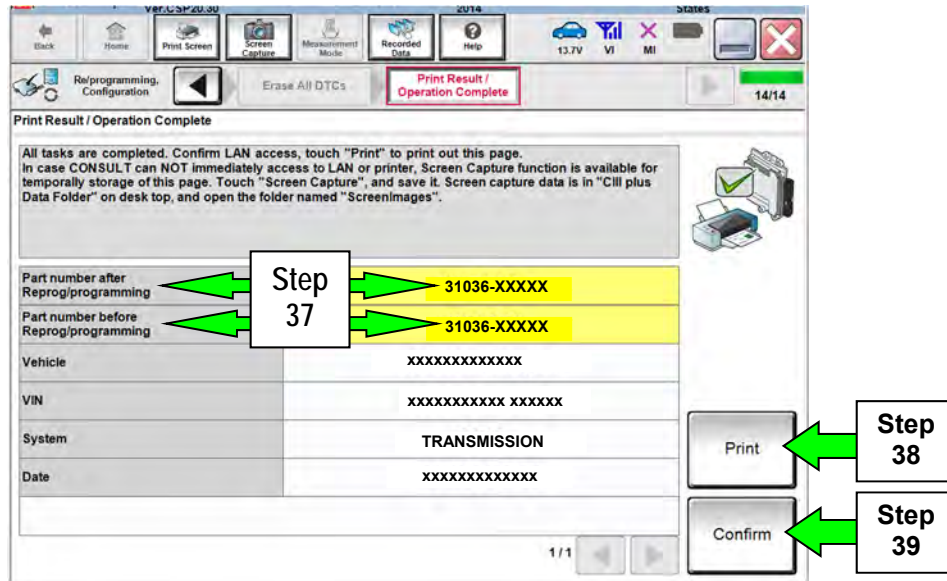 Ver.CSP20.30
2014
States
Back
Home
Print Screen
Screen
Capture
Measurement
Mode
Recorded
Data
Help
13.7V
VI
MI
Re/programming,
Configuration
Erase All DTCs
Print Result /
Operation Complete
14/14
Print Result / Operation Complete
All tasks are completed. Confirm LAN access, touch "Print" to print out this page.
In case CONSULT can NOT immediately access to LAN or printer, Screen Capture function is available for
temporally storage of this page. Touch "Screen Capture", and save it. Screen capture data is in "CIII plus
Data Folder" on desk top, and open the folder named "ScreenImages".
Part number after
Reprog/programming
Step
37
31036-XXXXX
Part number before
Reprog/programming
31036-XXXXX
Vehicle
xxxxxxxxxxxxx
VIN
xxxxxxxxxxx xxxxxx
System
TRANSMISSION
Date
xxxxxxxxxxxxx
Print
Step
38
Confirm
Step
39
1/1